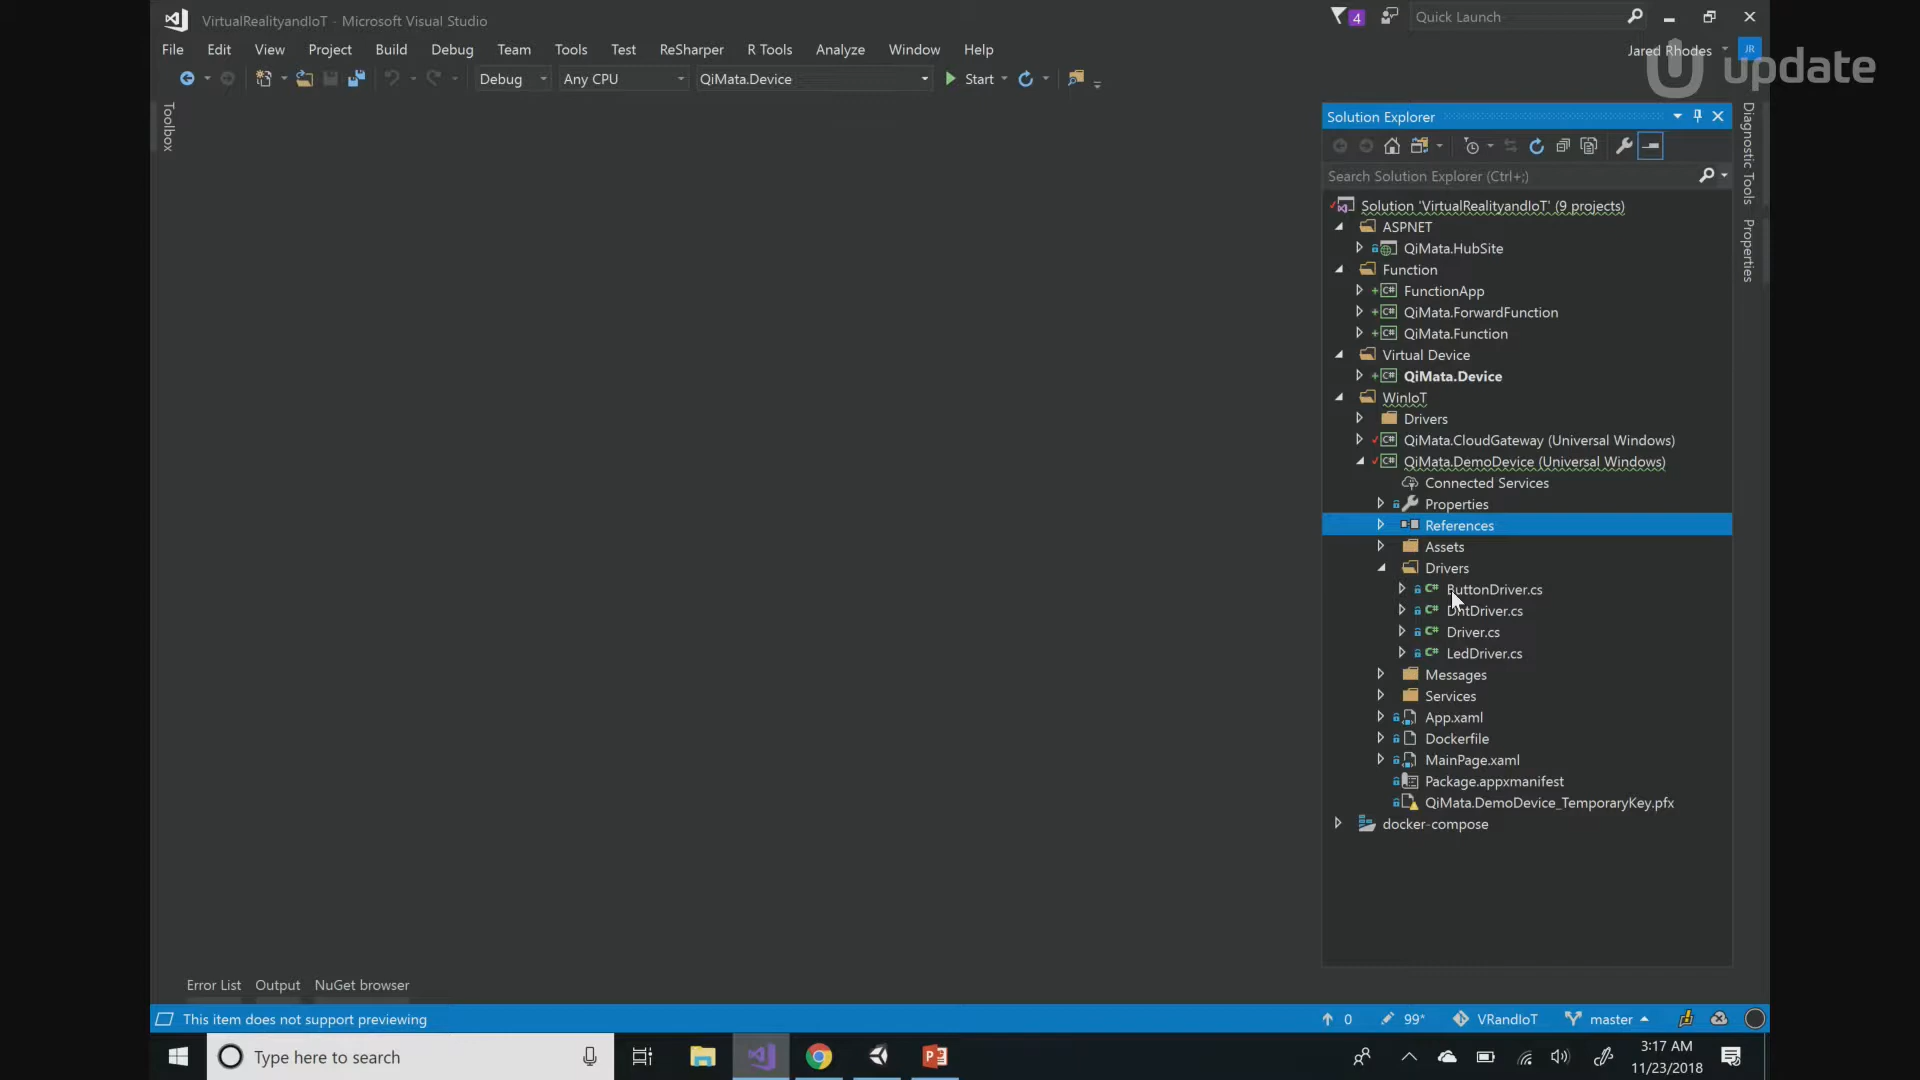 VirtualRealityandIoT - Microsoft Visual Studio
4
Quick Launch
File Edit View Project Build Debug Team Tools Test ReSharper R Tools Analyze Window Help
Jared Rhodes
JR
update
Debug Any CPU QiMata.Device Start
Toolbox
Solution Explorer
Diagnostic Tools
Properties
Search Solution Explorer (Ctrl+;)
Solution 'VirtualRealityandIoT' (9 projects)
ASPNET
QiMata.HubSite
Function
FunctionApp
QiMata.ForwardFunction
QiMata.Function
Virtual Device
QiMata.Device
WinIoT
Drivers
QiMata.CloudGateway (Universal Windows)
QiMata.DemoDevice (Universal Windows)
Connected Services
Properties
References
Assets
Drivers
ButtonDriver.cs
DhtDriver.cs
Driver.cs
LedDriver.cs
Messages
Services
App.xaml
Dockerfile
MainPage.xaml
Package.appxmanifest
QiMata.DemoDevice_TemporaryKey.pfx
docker-compose
Error List Output NuGet browser
This item does not support previewing
0 99* VRandIoT master
Type here to search
3:17 AM
11/23/2018